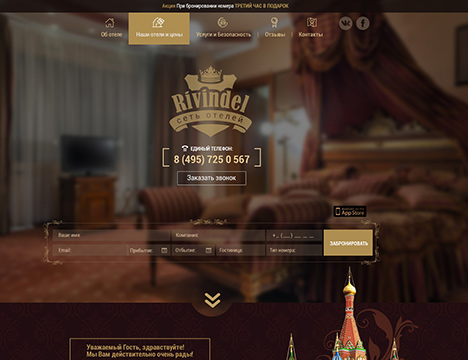 Акция При бронировании номера ТРЕТИЙ ЧАС В ПОДАРОК
Об отеле
Наши отели и цены
Услуги и Безопасность
Отзывы
Контакты
Rivindel
сеть отелей
ЕДИНЫЙ ТЕЛЕФОН:
8 (495) 725 0 567
Заказать звонок
App Store
Ваше имя:
Компания:
+_ (___) ___ __ __
Email:
Прибытие:
Отбытие:
Гостиница:
Тип номера:
ЗАБРОНИРОВАТЬ
Уважаемый Гость, здравствуйте!
Мы Вам действительно очень рады!